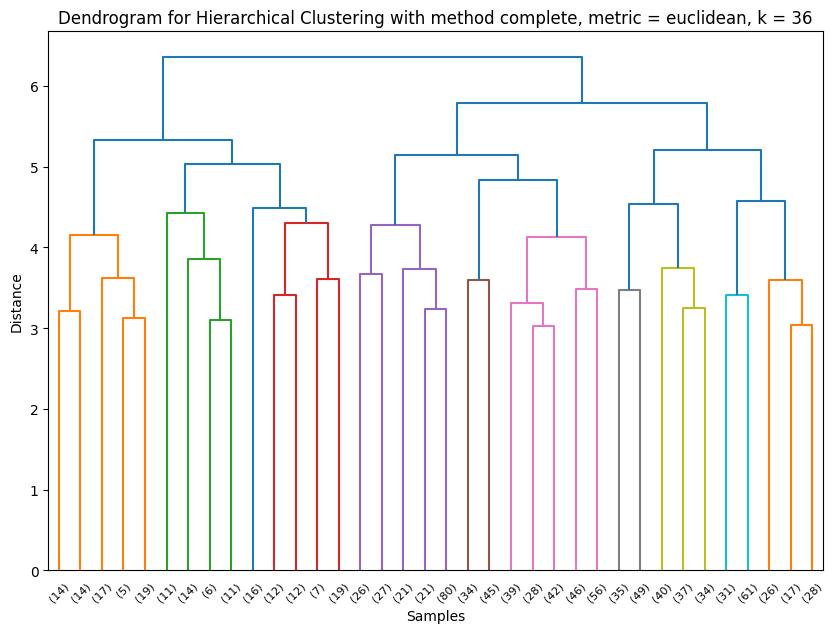 Dendrogram for Hierarchical Clustering with method complete, metric = euclidean, k = 36
6
5
4
3
2
1
0
Distance
(14) (14) (17) (5) (19) (11) (14) (6) (11) (16) (12) (12) (7) (19) (26) (27) (21) (21) (80) (34) (45) (39) (28) (42) (46) (56) (35) (49) (40) (37) (34) (31) (61) (26) (17) (28)
Samples